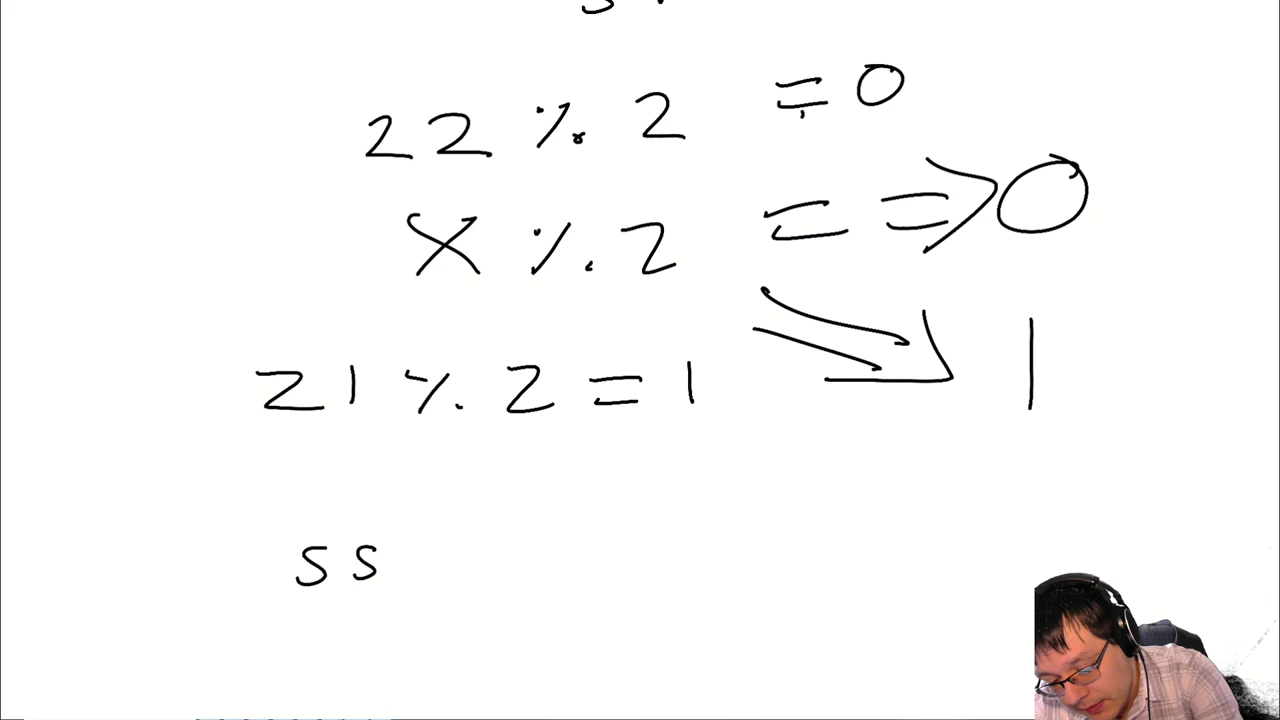 22 % 2 = 0
X % 2 = => 0
21 % 2 = 1 1
55